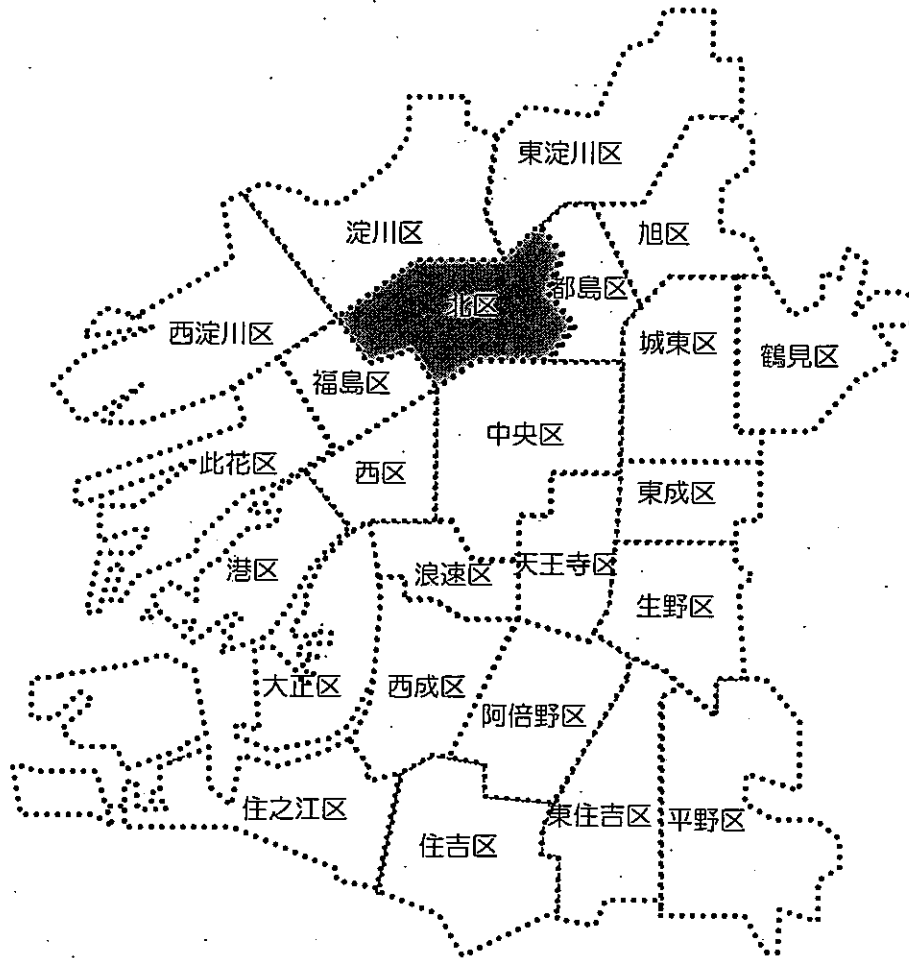 東淀川区
淀川区
旭区
北区
都島区
西淀川区
城東区
鶴見区
福島区
中央区
此花区
西区
東成区
港区
浪速区
天王寺区
生野区
大正区
西成区
阿倍野区
住之江区
住吉区
東住吉区
平野区